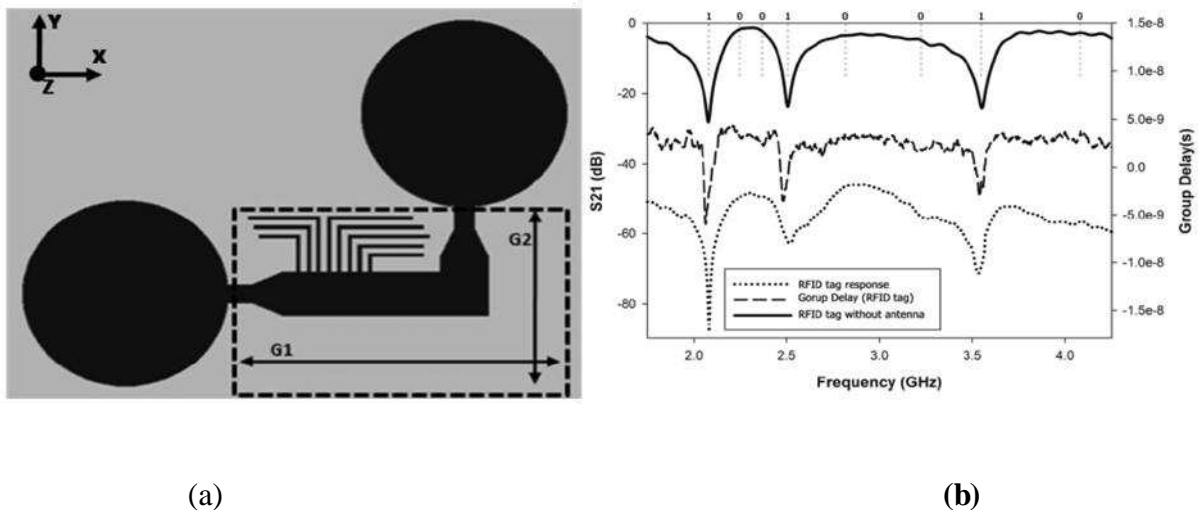 Y
X
Z
G2
G1
1 0 0 1 0 0 1 0
0
-20
-40
-60
-80
S21 (dB)
1.5e-8
1.0e-8
5.0e-9
0.0
-5.0e-9
-1.0e-8
-1.5e-8
Group Delay(s)
RFID tag response
Gorup Delay (RFID tag)
RFID tag without antenna
2.0 2.5 3.0 3.5 4.0
Frequency (GHz)
(a) (b)